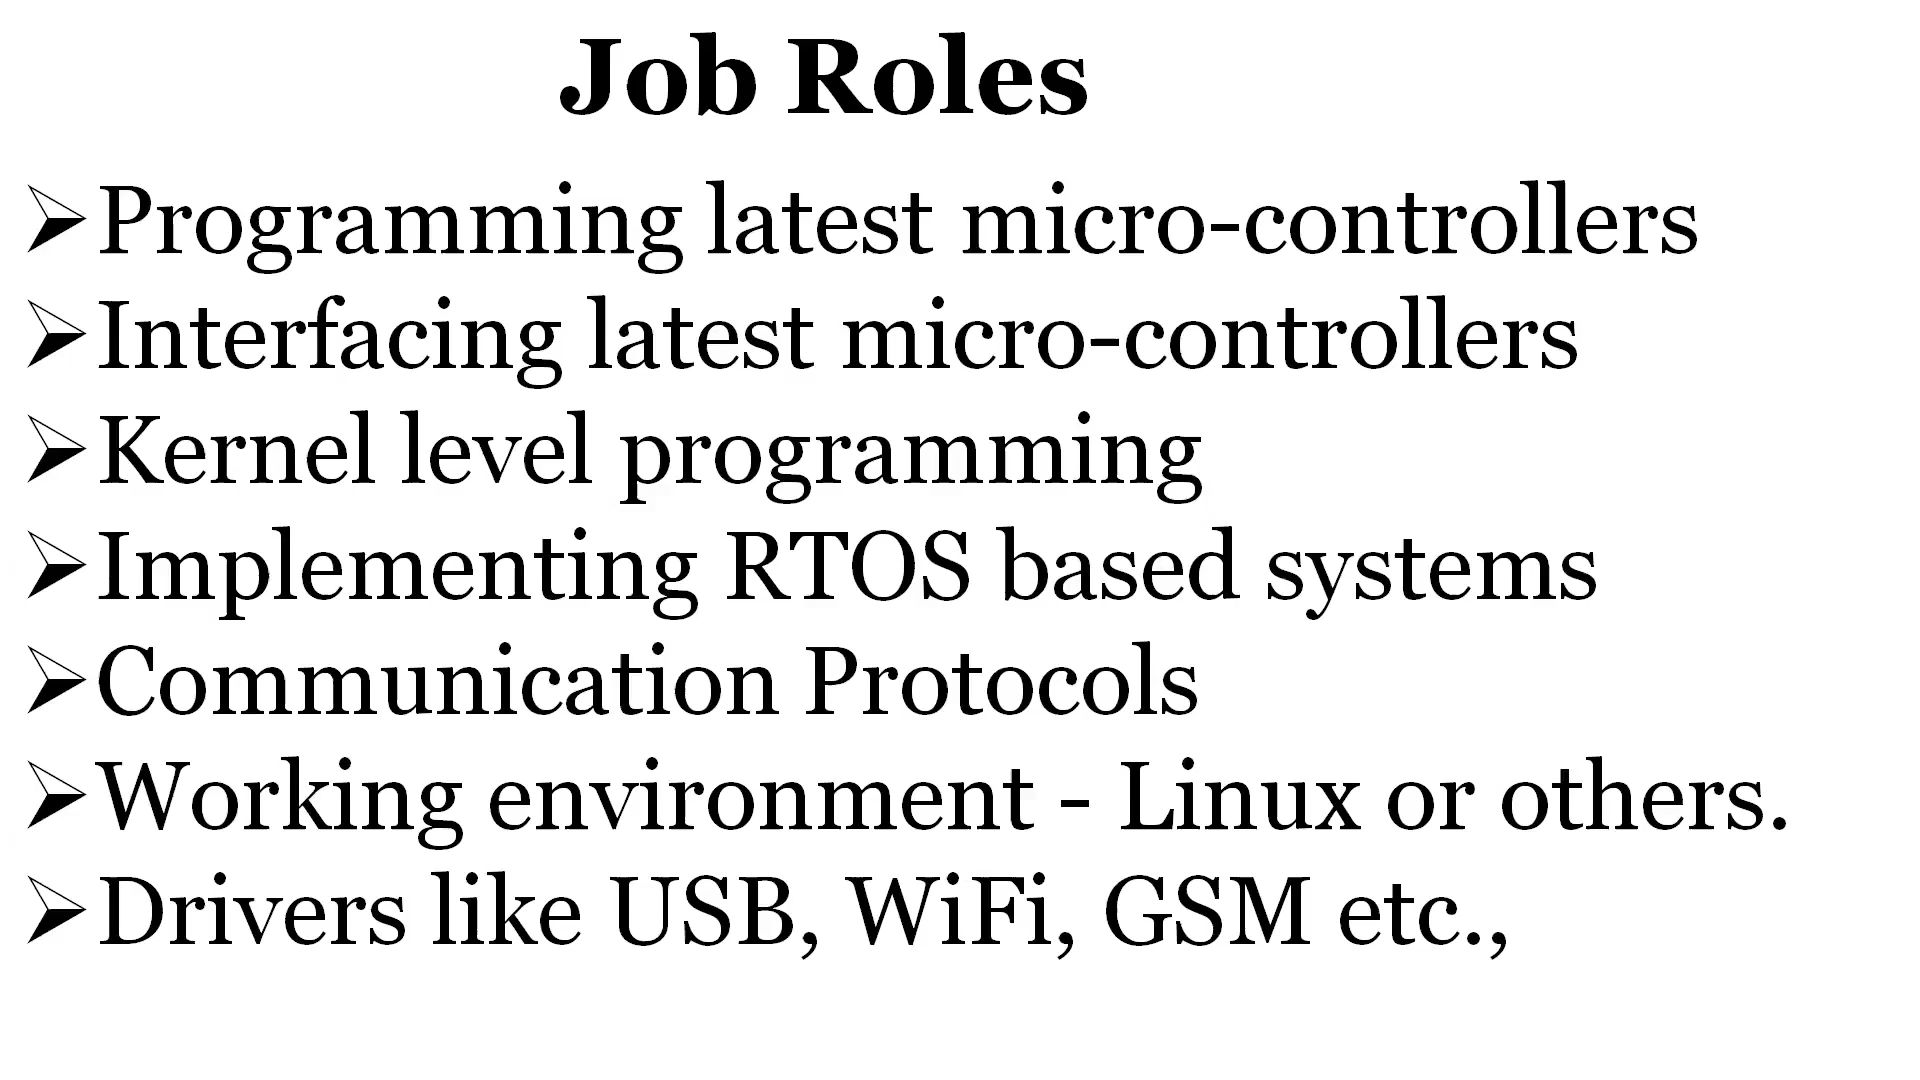 Job Roles
➢Programming latest micro-controllers
➢Interfacing latest micro-controllers
➢Kernel level programming
➢Implementing RTOS based systems
➢Communication Protocols
➢Working environment - Linux or others.
➢Drivers like USB, WiFi, GSM etc.,